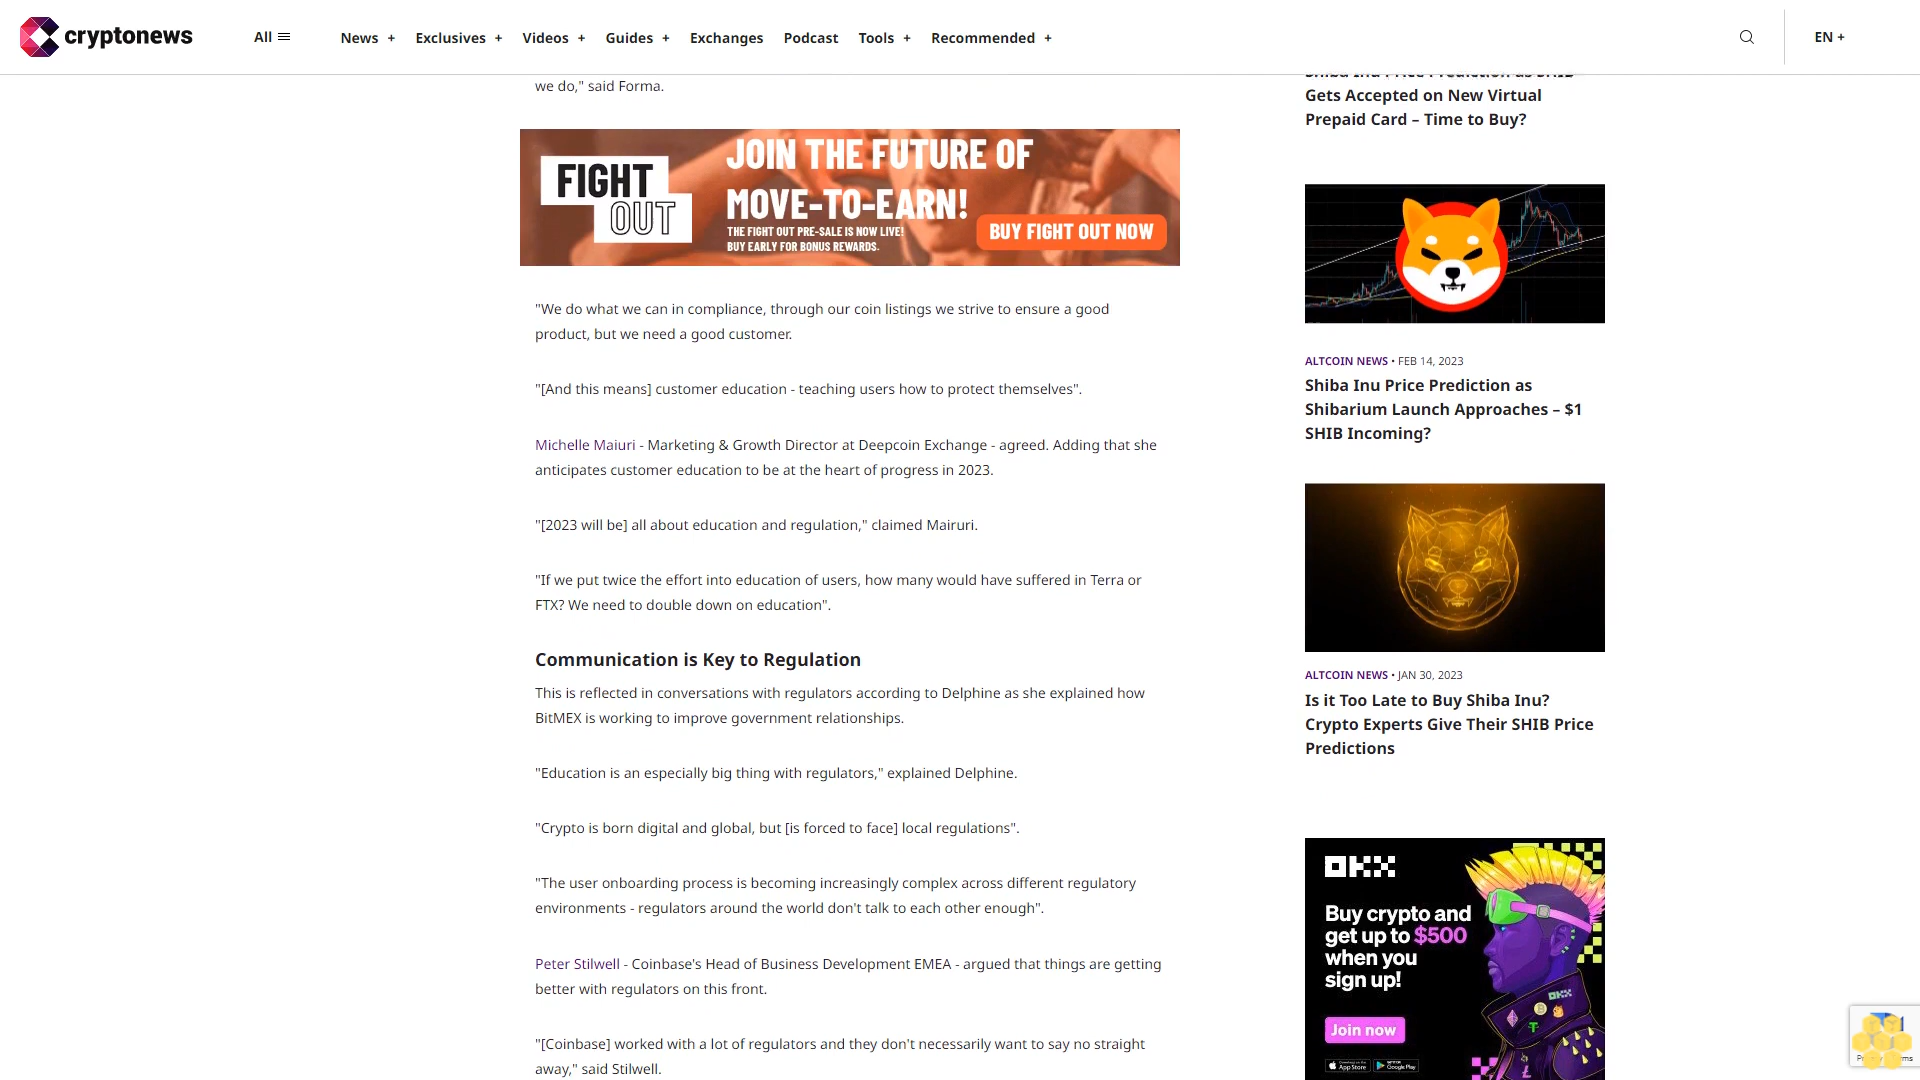 cryptonews
All
News +
Exclusives +
Videos +
Guides +
Exchanges
Podcast
Tools +
Recommended +
EN +
we do," said Forma.
FIGHT
OUT
JOIN THE FUTURE OF
MOVE-TO-EARN!
THE FIGHT OUT PRE-SALE IS NOW LIVE!
BUY EARLY FOR BONUS REWARDS.
BUY FIGHT OUT NOW
"We do what we can in compliance, through our coin listings we strive to ensure a good
product, but we need a good customer.
"[And this means] customer education - teaching users how to protect themselves".
Michelle Maiuri - Marketing & Growth Director at Deepcoin Exchange - agreed. Adding that she
anticipates customer education to be at the heart of progress in 2023.
"[2023 will be] all about education and regulation," claimed Mairuri.
"If we put twice the effort into education of users, how many would have suffered in Terra or
FTX? We need to double down on education".
Communication is Key to Regulation
This is reflected in conversations with regulators according to Delphine as she explained how
BitMEX is working to improve government relationships.
"Education is an especially big thing with regulators," explained Delphine.
"Crypto is born digital and global, but [is forced to face] local regulations".
"The user onboarding process is becoming increasingly complex across different regulatory
environments - regulators around the world don't talk to each other enough".
Peter Stilwell - Coinbase's Head of Business Development EMEA - argued that things are getting
better with regulators on this front.
"[Coinbase] worked with a lot of regulators and they don't necessarily want to say no straight
away," said Stilwell.
Shiba Inu Price Prediction as SHIB
Gets Accepted on New Virtual
Prepaid Card – Time to Buy?
ALTCOIN NEWS • FEB 14, 2023
Shiba Inu Price Prediction as
Shibarium Launch Approaches – $1
SHIB Incoming?
ALTCOIN NEWS • JAN 30, 2023
Is it Too Late to Buy Shiba Inu?
Crypto Experts Give Their SHIB Price
Predictions
OKX
Buy crypto and
get up to $500
when you
sign up!
Join now
App Store
Google Play